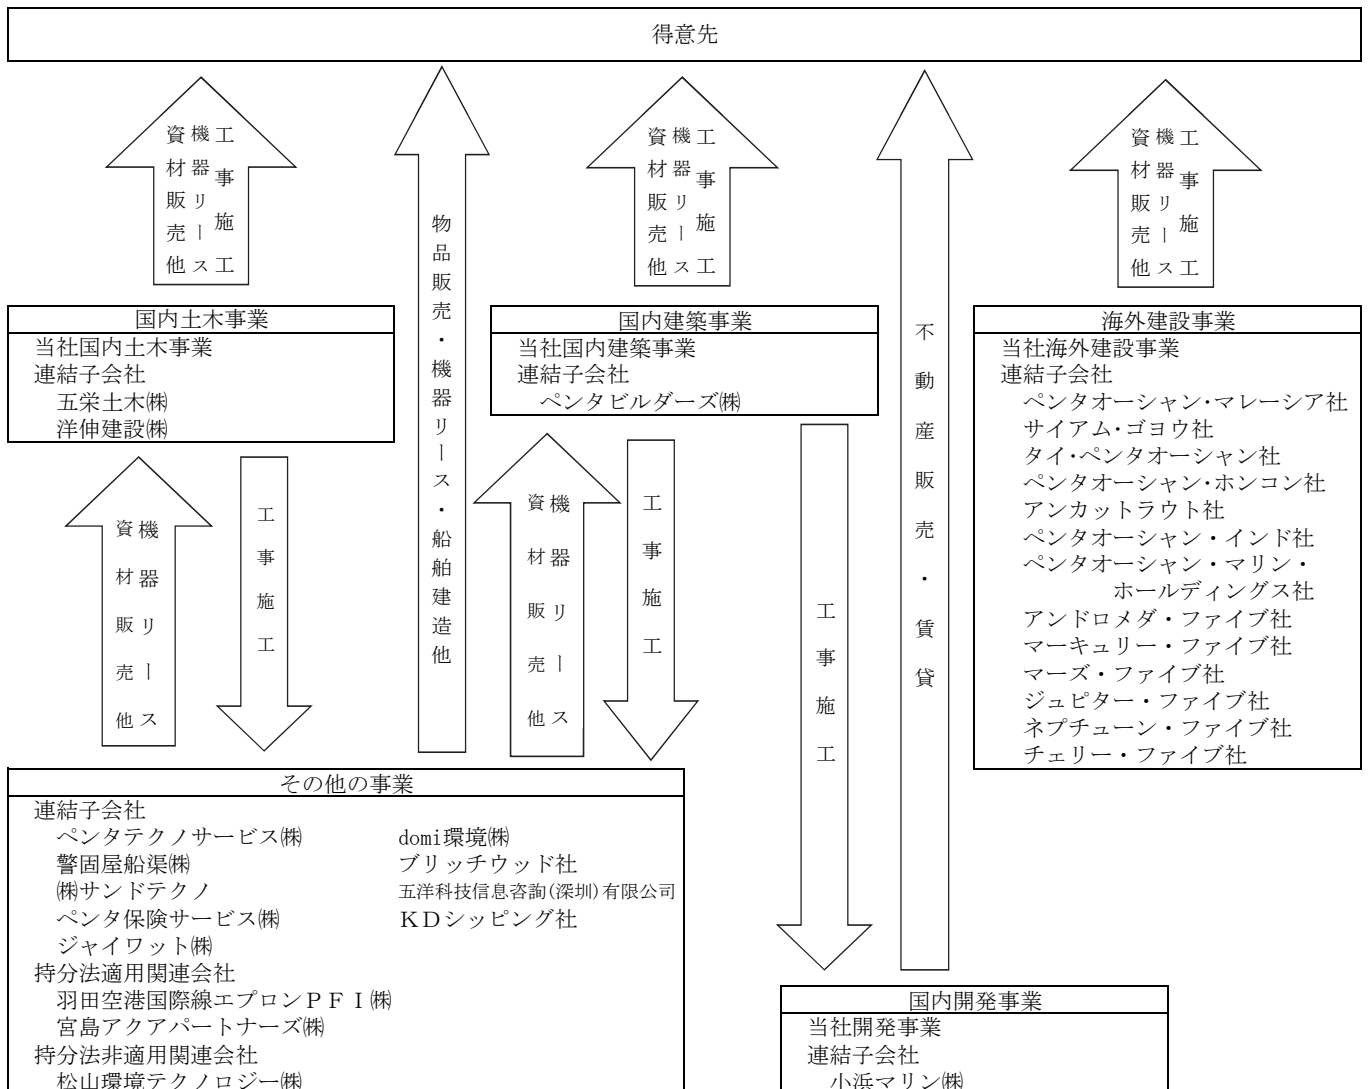 得意先
工事施工
機器リース
資材販売他
物品販売・機器リース・船舶建造他
工事施工
機器リース
資材販売他
不動産販売・賃貸
工事施工
機器リース
資材販売他
国内土木事業
当社国内土木事業
連結子会社
五栄土木㈱
洋伸建設㈱
国内建築事業
当社国内建築事業
連結子会社
ペンタビルダーズ㈱
海外建設事業
当社海外建設事業
連結子会社
ペンタオーシャン・マレーシア社
サイアム・ゴヨウ社
タイ・ペンタオーシャン社
ペンタオーシャン・ホンコン社
アンカットラウト社
ペンタオーシャン・インド社
ペンタオーシャン・マリン・
ホールディングス社
アンドロメダ・ファイブ社
マーキュリー・ファイブ社
マーズ・ファイブ社
ジュピター・ファイブ社
ネプチューン・ファイブ社
チェリー・ファイブ社
機器リース
資材販売他
工事施工
機器リース
資材販売他
工事施工
工事施工
その他の事業
連結子会社
ペンタテクノサービス㈱
警固屋船渠㈱
㈱サンドテクノ
ペンタ保険サービス㈱
ジャイワット㈱
domi環境㈱
ブリッチウッド社
五洋科技信息咨詢(深圳)有限公司
ＫＤシッピング社
持分法適用関連会社
羽田空港国際線エプロンＰＦＩ㈱
宮島アクアパートナーズ㈱
持分法非適用関連会社
松山環境テクノロジー㈱
国内開発事業
当社開発事業
連結子会社
小浜マリン㈱